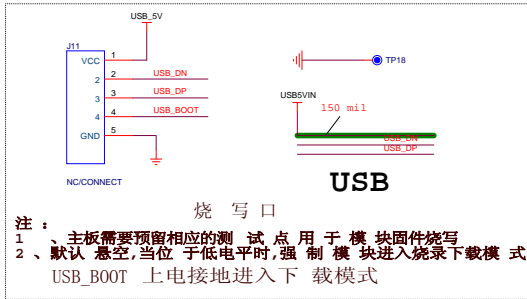 USB_5V
J11
VCC 1
2 2 USB_DN
3 3 USB_DP
4 4 USB_BOOT
GND 5
NC/CONNECT
TP18
USB5VIN
150 mil
USB_DN
USB_DP
USB
烧 写 口
注 :
1 、主板需要预留相应的测 试 点 用 于 模 块固件烧写
2 、默认 悬空,当位 于低电平时,强 制 模 块进入烧录下载模 式
USB_BOOT 上电接地进入下 载模式